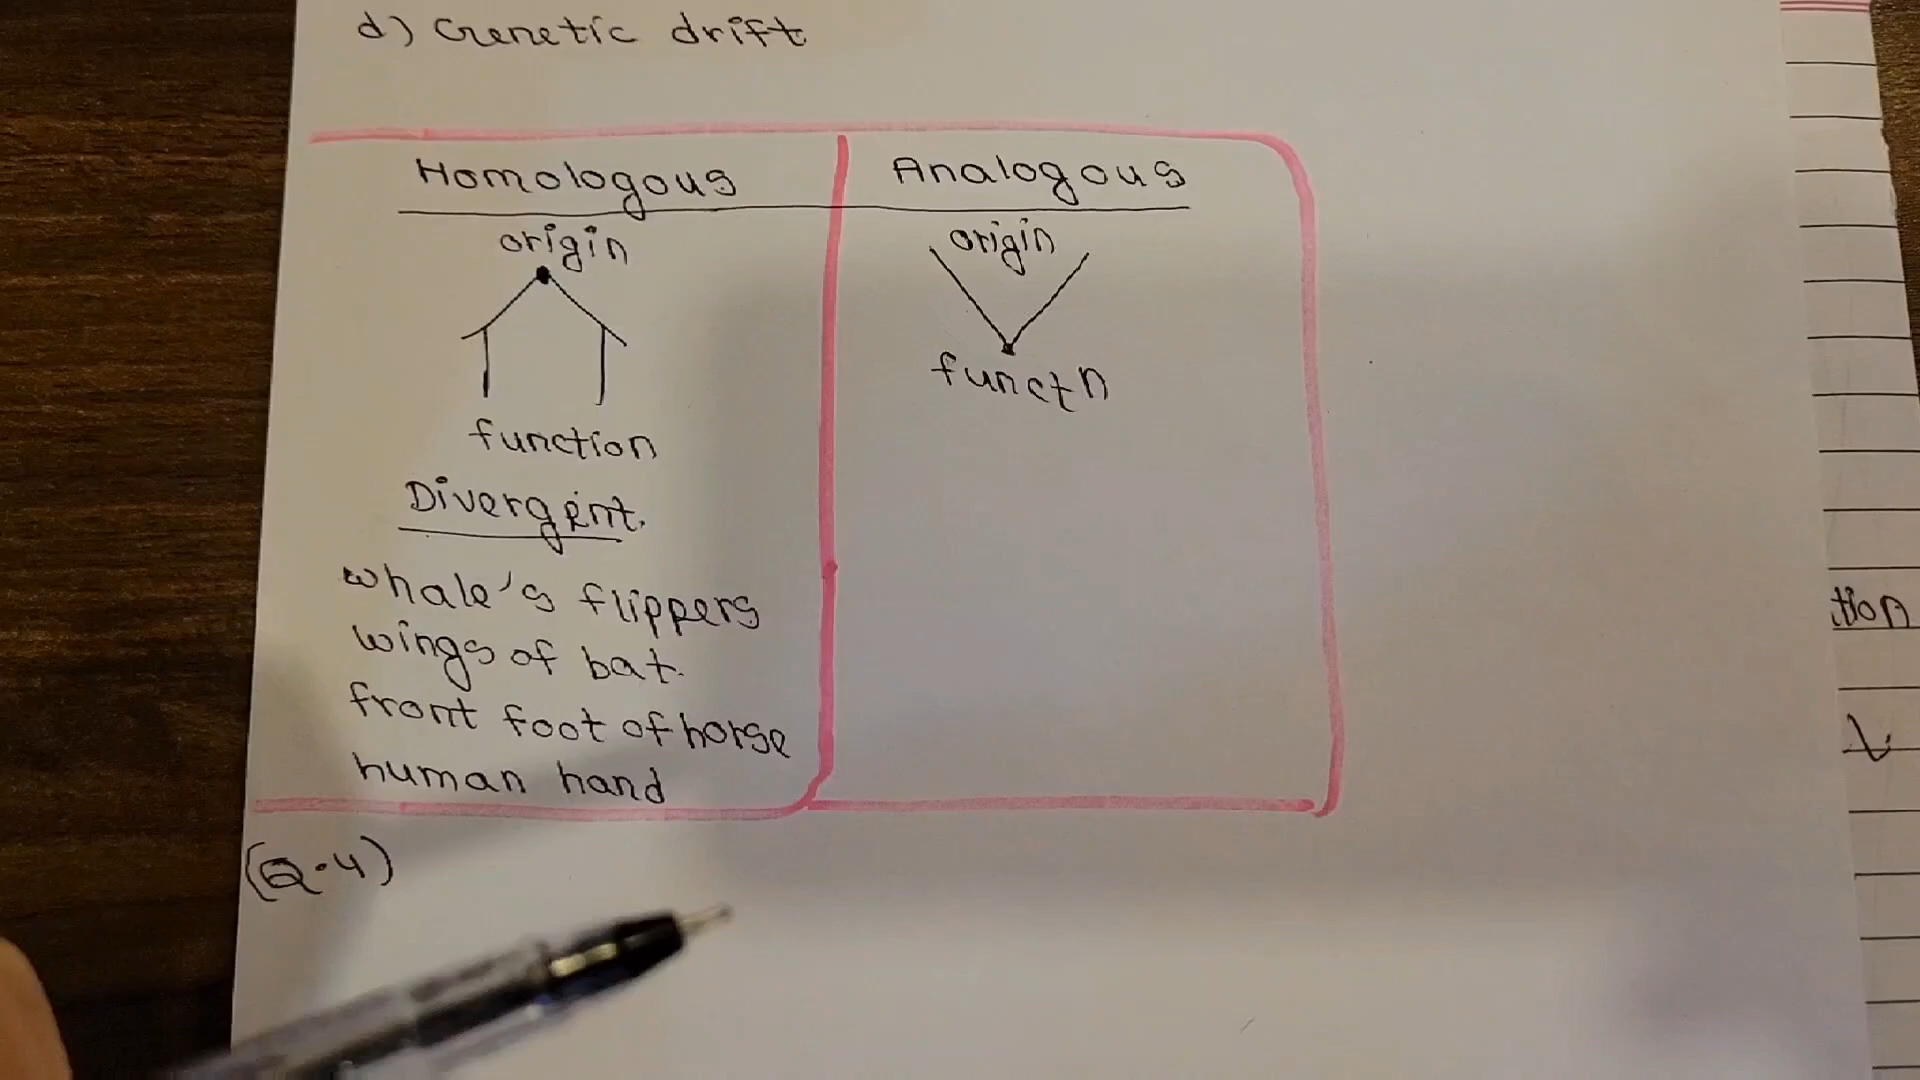 d) Genetic drift
Homologous
origin
function
Divergent.
whale's flippers
wings of bat.
front foot of horse
human hand
Analogous
origin
functn
(Q.4)
tion